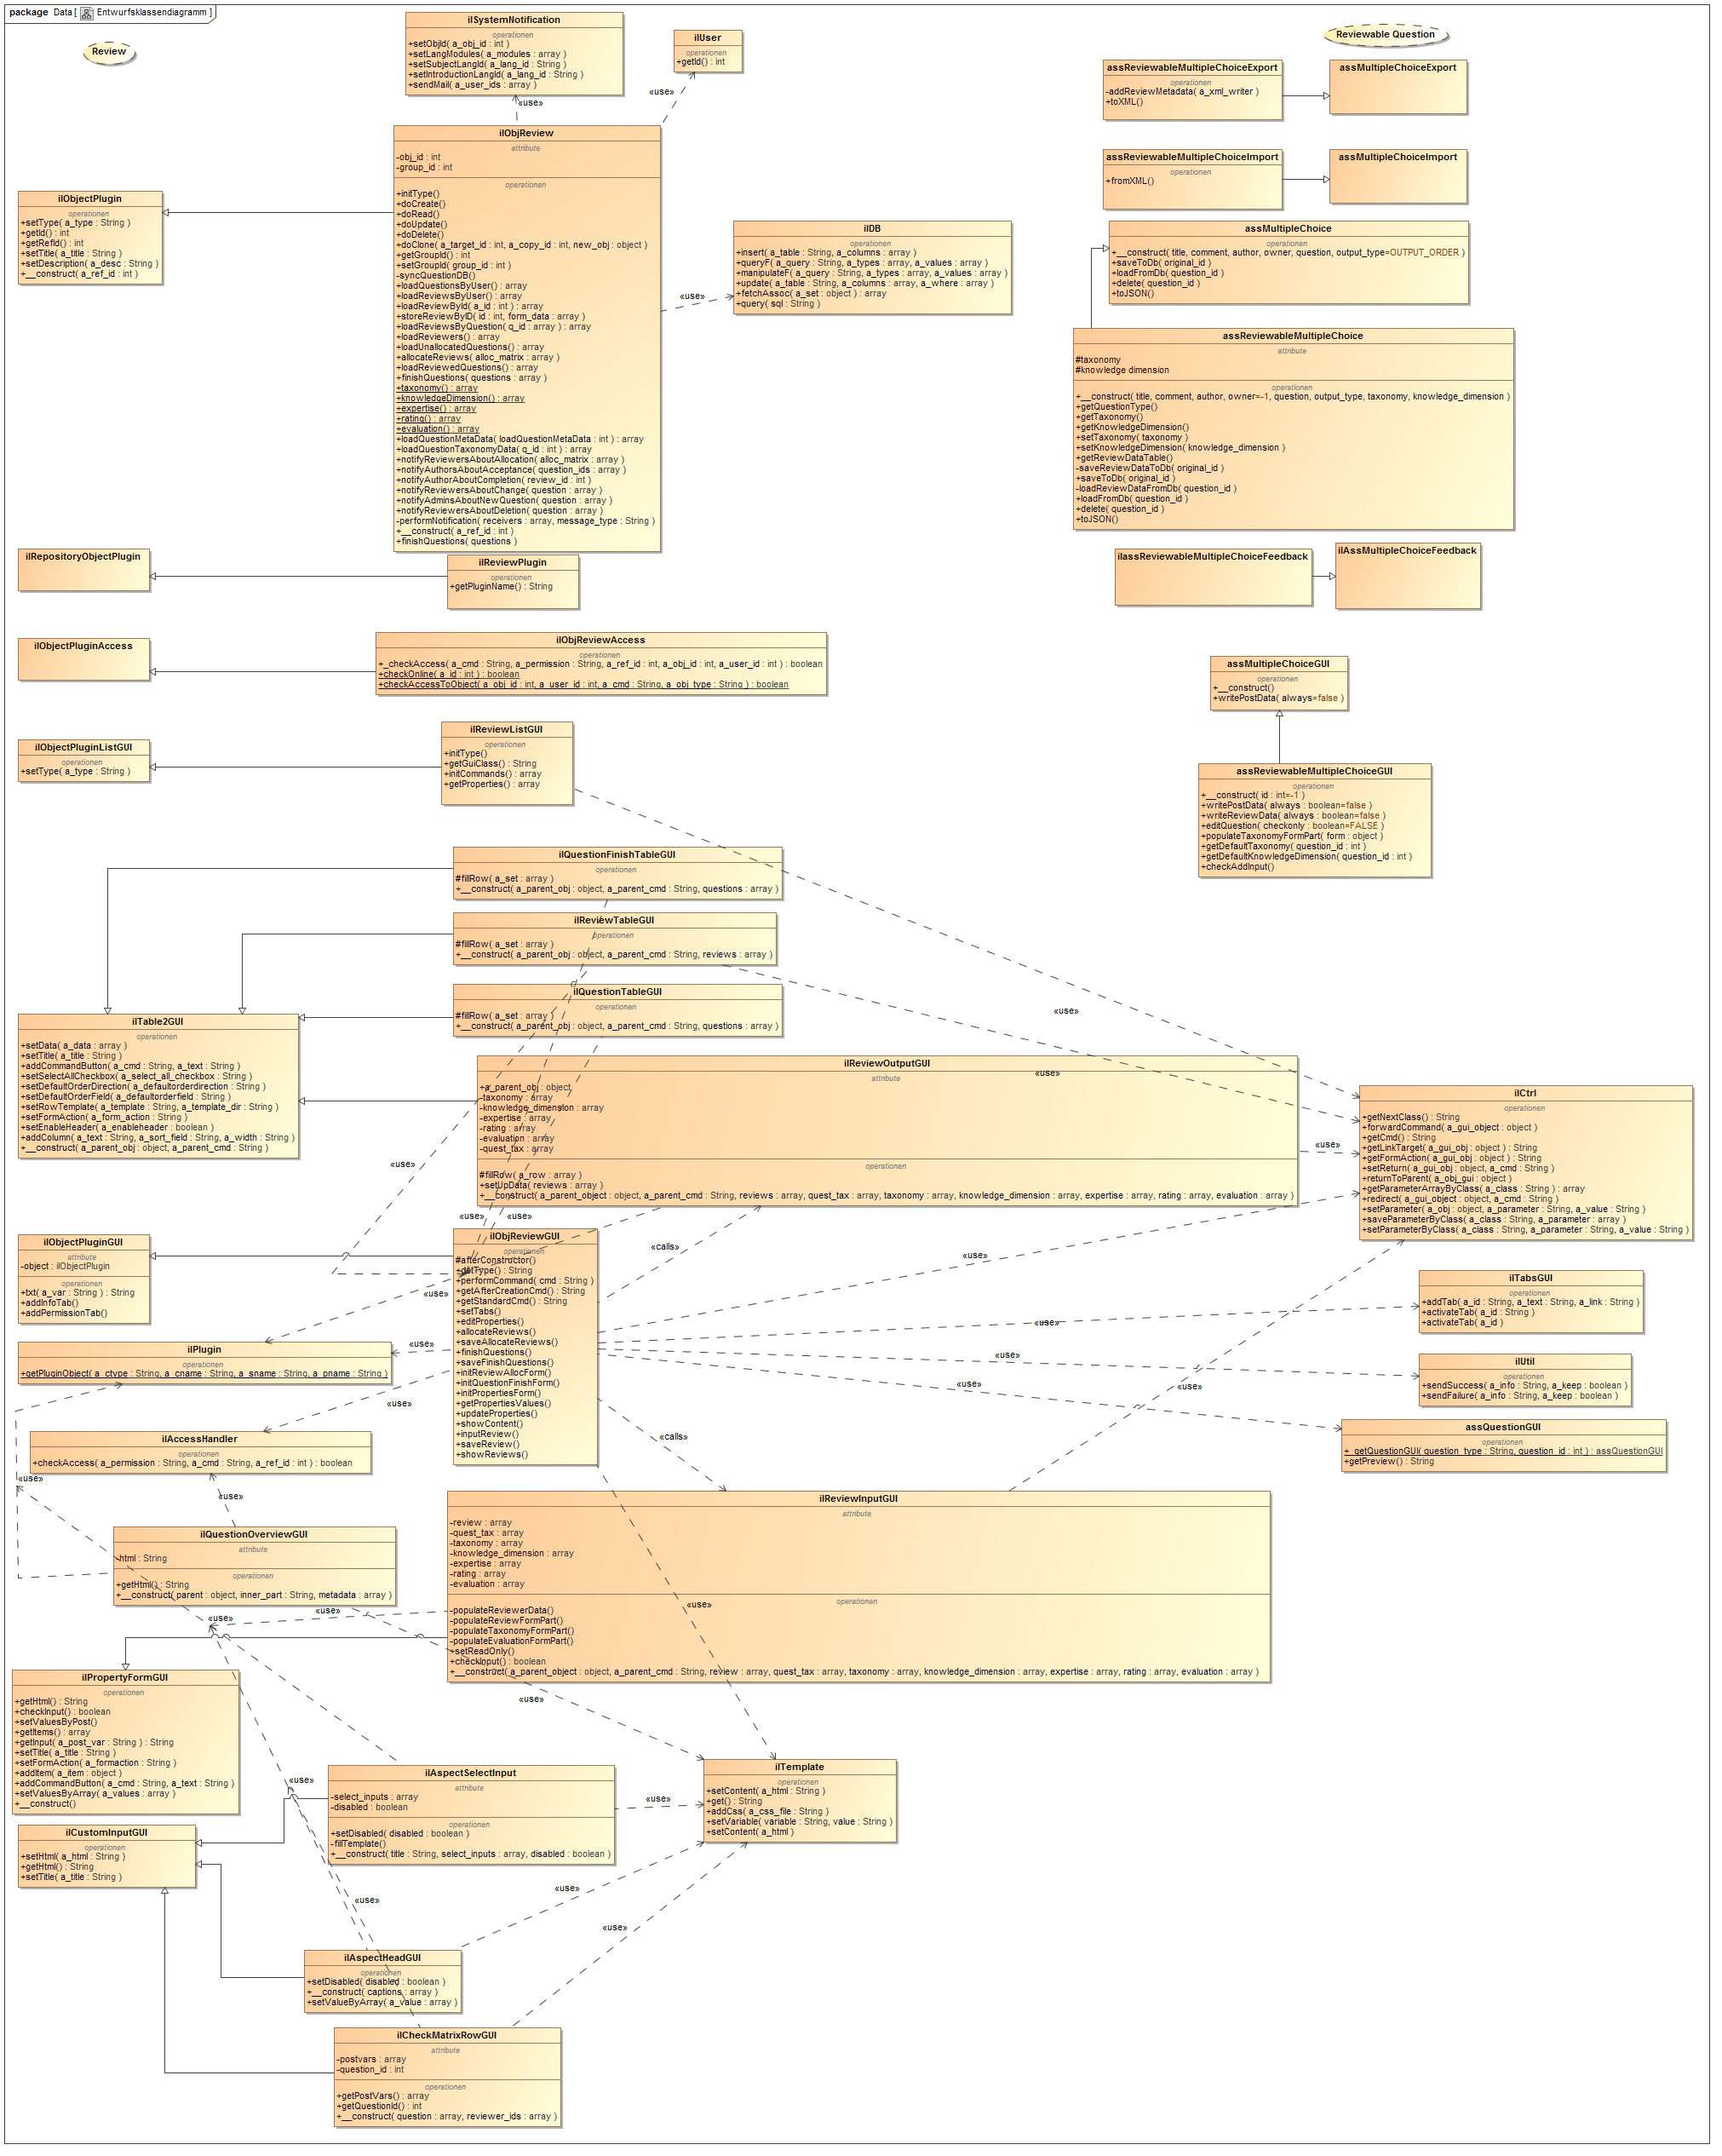 package Data [ Entwurfsklassendiagramm ]
Review
Reviewable Question
ilSystemNotification
operationen
+setObjId( a_obj_id : int )
+setLangModules( a_modules : array )
+setSubjectLangId( a_lang_id : String )
+setIntroductionLangId( a_lang_id : String )
+sendMail( a_user_ids : array )
ilUser
operationen
+getId() : int
«use»
«use»
ilObjReview
attribute
-obj_id : int
-group_id : int
operationen
+initType()
+doCreate()
+doRead()
+doUpdate()
+doDelete()
+doClone( a_target_id : int, a_copy_id : int, new_obj : object )
+getGroupId() : int
+setGroupId( group_id : int )
-syncQuestionDB()
+loadQuestionsByUser() : array
+loadReviewsByUser() : array
+loadReviewById( a_id : int ) : array
+storeReviewByID( id : int, form_data : array )
+loadReviewsByQuestion( q_id : array ) : array
+loadReviewers() : array
+loadUnallocatedQuestions() : array
+allocateReviews( alloc_matrix : array )
+loadReviewedQuestions() : array
+finishQuestions( questions : array )
+taxonomy() : array
+knowledgeDimension() : array
+expertise() : array
+rating() : array
+evaluation() : array
+loadQuestionMetaData( loadQuestionMetaData : int ) : array
+loadQuestionTaxonomyData( q_id : int ) : array
+notifyReviewersAboutAllocation( alloc_matrix : array )
+notifyAuthorsAboutAcceptance( question_ids : array )
+notifyAuthorAboutCompletion( review_id : int )
+notifyReviewersAboutChange( question : array )
+notifyAdminsAboutNewQuestion( question : array )
+notifyReviewersAboutDeletion( question : array )
-performNotification( receivers : array, message_type : String )
+__construct( a_ref_id : int )
+finishQuestions( questions )
ilObjectPlugin
operationen
+setType( a_type : String )
+getId() : int
+getRefId() : int
+setTitle( a_title : String )
+setDescription( a_desc : String )
+__construct( a_ref_id : int )
ilDB
operationen
+insert( a_table : String, a_columns : array )
+queryF( a_query : String, a_types : array, a_values : array )
+manipulateF( a_query : String, a_types : array, a_values : array )
+update( a_table : String, a_columns : array, a_where : array )
+fetchAssoc( a_set : object ) : array
+query( sql : String )
«use»
assReviewableMultipleChoiceExport
operationen
-addReviewMetadata( a_xml_writer )
+toXML()
assMultipleChoiceExport
assReviewableMultipleChoiceImport
operationen
+fromXML()
assMultipleChoiceImport
assMultipleChoice
operationen
+__construct( title, comment, author, owner, question, output_type=OUTPUT_ORDER )
+saveToDb( original_id )
+loadFromDb( question_id )
+delete( question_id )
+toJSON()
assReviewableMultipleChoice
attribute
#taxonomy
#knowledge dimension
operationen
+__construct( title, comment, author, owner=-1, question, output_type, taxonomy, knowledge_dimension )
+getQuestionType()
+getTaxonomy()
+getKnowledgeDimension()
+setTaxonomy( taxonomy )
+setKnowledgeDimension( knowledge_dimension )
+getReviewDataTable()
-saveReviewDataToDb( original_id )
+saveToDb( original_id )
-loadReviewDataFromDb( question_id )
+loadFromDb( question_id )
+delete( question_id )
+toJSON()
ilRepositoryObjectPlugin
ilReviewPlugin
operationen
+getPluginName() : String
ilassReviewableMultipleChoiceFeedback
ilAssMultipleChoiceFeedback
ilObjectPluginAccess
ilObjReviewAccess
operationen
+_checkAccess( a_cmd : String, a_permission : String, a_ref_id : int, a_obj_id : int, a_user_id : int ) : boolean
+checkOnline( a_id : int ) : boolean
+checkAccessToObject( a_obj_id : int, a_user_id : int, a_cmd : String, a_obj_type : String ) : boolean
assMultipleChoiceGUI
operationen
+__construct()
+writePostData( always=false )
ilObjectPluginListGUI
operationen
+setType( a_type : String )
ilReviewListGUI
operationen
+initType()
+getGuiClass() : String
+initCommands() : array
+getProperties() : array
assReviewableMultipleChoiceGUI
operationen
+__construct( id : int=-1 )
+writePostData( always : boolean=false )
+writeReviewData( always : boolean=false )
+editQuestion( checkonly : boolean=FALSE )
+populateTaxonomyFormPart( form : object )
+getDefaultTaxonomy( question_id : int )
+getDefaultKnowledgeDimension( question_id : int )
+checkAddInput()
ilQuestionFinishTableGUI
operationen
#fillRow( a_set : array )
+__construct( a_parent_obj : object, a_parent_cmd : String, questions : array )
ilReviewTableGUI
operationen
#fillRow( a_set : array )
+__construct( a_parent_obj : object, a_parent_cmd : String, reviews : array )
ilQuestionTableGUI
operationen
#fillRow( a_set : array )
+__construct( a_parent_obj : object, a_parent_cmd : String, questions : array )
«use»
«use»
ilTable2GUI
operationen
+setData( a_data : array )
+setTitle( a_title : String )
+addCommandButton( a_cmd : String, a_text : String )
+setSelectAllCheckbox( a_select_all_checkbox : String )
+setDefaultOrderDirection( a_defaultorderdirection : String )
+setDefaultOrderField( a_defaultorderfield : String )
+setRowTemplate( a_template : String, a_template_dir : String )
+setFormAction( a_form_action : String )
+setEnableHeader( a_enableheader : boolean )
+addColumn( a_text : String, a_sort_field : String, a_width : String )
+__construct( a_parent_obj : object, a_parent_cmd : String )
ilReviewOutputGUI
attribute
+a_parent_obj : object
-taxonomy : array
-knowledge_dimension : array
-expertise : array
-rating : array
-evaluation : array
-quest_tax : array
operationen
#fillRow( a_row : array )
+setUpData( reviews : array )
+__construct( a_parent_object : object, a_parent_cmd : String, reviews : array, quest_tax : array, taxonomy : array, knowledge_dimension : array, expertise : array, rating : array, evaluation : array )
«use»
ilCtrl
operationen
+getNextClass() : String
+forwardCommand( a_gui_object : object )
+getCmd() : String
+getLinkTarget( a_gui_obj : object ) : String
+getFormAction( a_gui_obj : object ) : String
+setReturn( a_gui_obj : object, a_cmd : String )
+returnToParent( a_obj_gui : object )
+getParameterArrayByClass( a_class : String ) : array
+redirect( a_gui_object : object, a_cmd : String )
+setParameter( a_obj : object, a_parameter : String, a_value : String )
+saveParameterByClass( a_class : String, a_parameter : array )
+setParameterByClass( a_class : String, a_parameter : String, a_value : String )
«use»
«use»
«use»
«calls»
«use»
ilObjectPluginGUI
attribute
-object : ilObjectPlugin
operationen
+txt( a_var : String ) : String
+addInfoTab()
+addPermissionTab()
ilObjReviewGUI
operationen
#afterConstructor()
+getType() : String
+performCommand( cmd : String )
+getAfterCreationCmd() : String
+getStandardCmd() : String
+setTabs()
+editProperties()
+allocateReviews()
+saveAllocateReviews()
+finishQuestions()
+saveFinishQuestions()
+initReviewAllocForm()
+initQuestionFinishForm()
+initPropertiesForm()
+getPropertiesValues()
+updateProperties()
+showContent()
+inputReview()
+saveReview()
+showReviews()
«use»
«use»
«use»
«use»
«use»
«use»
«use»
«calls»
ilTabsGUI
operationen
+addTab( a_id : String, a_text : String, a_link : String )
+activateTab( a_id : String )
+activateTab( a_id )
ilPlugin
operationen
+getPluginObject( a_ctype : String, a_cname : String, a_sname : String, a_pname : String )
ilUtil
operationen
+sendSuccess( a_info : String, a_keep : boolean )
+sendFailure( a_info : String, a_keep : boolean )
assQuestionGUI
operationen
+_getQuestionGUI( question_type : String, question_id : int ) : assQuestionGUI
+getPreview() : String
ilAccessHandler
operationen
+checkAccess( a_permission : String, a_cmd : String, a_ref_id : int ) : boolean
«use»
«use»
ilQuestionOverviewGUI
attribute
-html : String
operationen
+getHtml() : String
+__construct( parent : object, inner_part : String, metadata : array )
ilReviewInputGUI
attribute
-review : array
-quest_tax : array
-taxonomy : array
-knowledge_dimension : array
-expertise : array
-rating : array
-evaluation : array
operationen
-populateReviewerData()
-populateReviewFormPart()
-populateTaxonomyFormPart()
-populateEvaluationFormPart()
+setReadOnly()
+checkInput() : boolean
+__construct( a_parent_object : object, a_parent_cmd : String, review : array, quest_tax : array, taxonomy : array, knowledge_dimension : array, expertise : array, rating : array, evaluation : array )
«use»
«use»
«use»
«use»
ilPropertyFormGUI
operationen
+getHtml() : String
+checkInput() : boolean
+setValuesByPost()
+getItems() : array
+getInput( a_post_var : String ) : String
+setTitle( a_title : String )
+setFormAction( a_formaction : String )
+addItem( a_item : object )
+addCommandButton( a_cmd : String, a_text : String )
+setValuesByArray( a_values : array )
+__construct()
«use»
ilAspectSelectInput
attribute
-select_inputs : array
-disabled : boolean
operationen
+setDisabled( disabled : boolean )
-fillTemplate()
+__construct( title : String, select_inputs : array, disabled : boolean )
«use»
ilTemplate
operationen
+setContent( a_html : String )
+get() : String
+addCss( a_css_file : String )
+setVariable( variable : String, value : String )
+setContent( a_html )
ilCustomInputGUI
operationen
+setHtml( a_html : String )
+getHtml() : String
+setTitle( a_title : String )
«use»
«use»
«use»
ilAspectHeadGUI
operationen
+setDisabled( disabled : boolean )
+__construct( captions : array )
+setValueByArray( a_value : array )
ilCheckMatrixRowGUI
attribute
-postvars : array
-question_id : int
operationen
+getPostVars() : array
+getQuestionId() : int
+__construct( question : array, reviewer_ids : array )